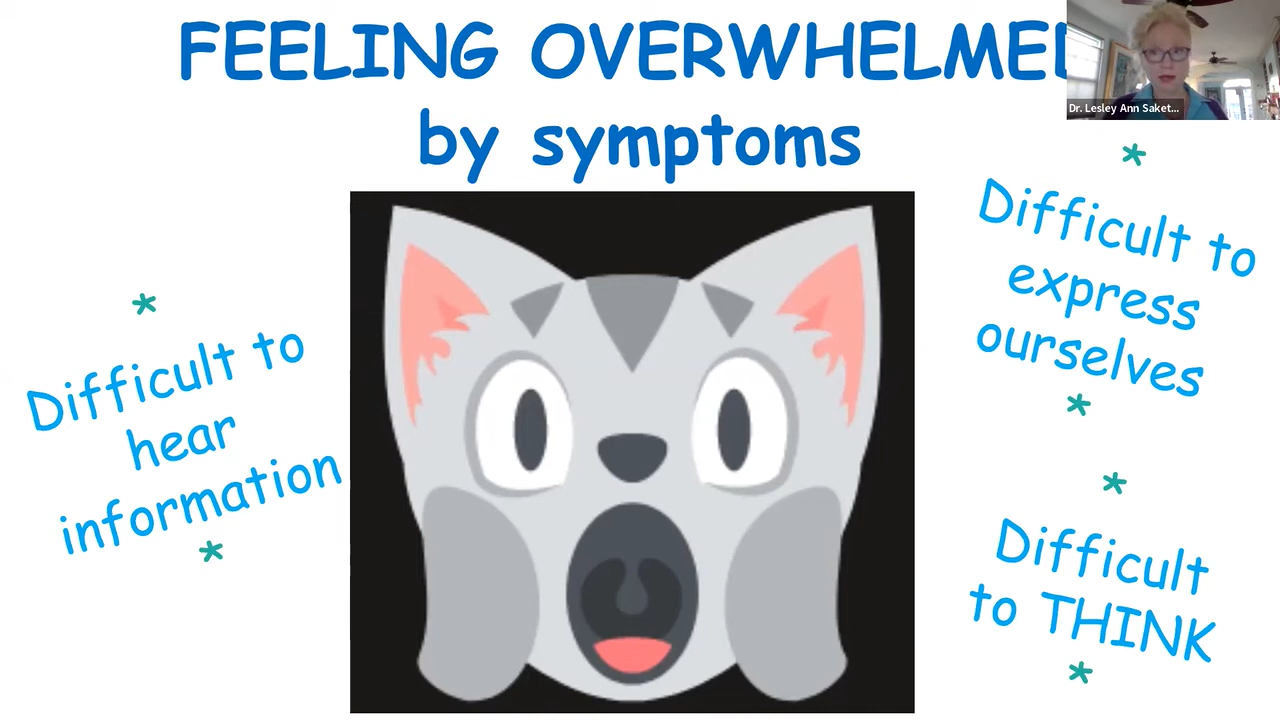 FEELING OVERWHELMED
by symptoms
Dr. Lesley Ann Saket...
*
Difficult to
hear
information
*
*
Difficult to
express
ourselves
*
*
Difficult
to THINK
*